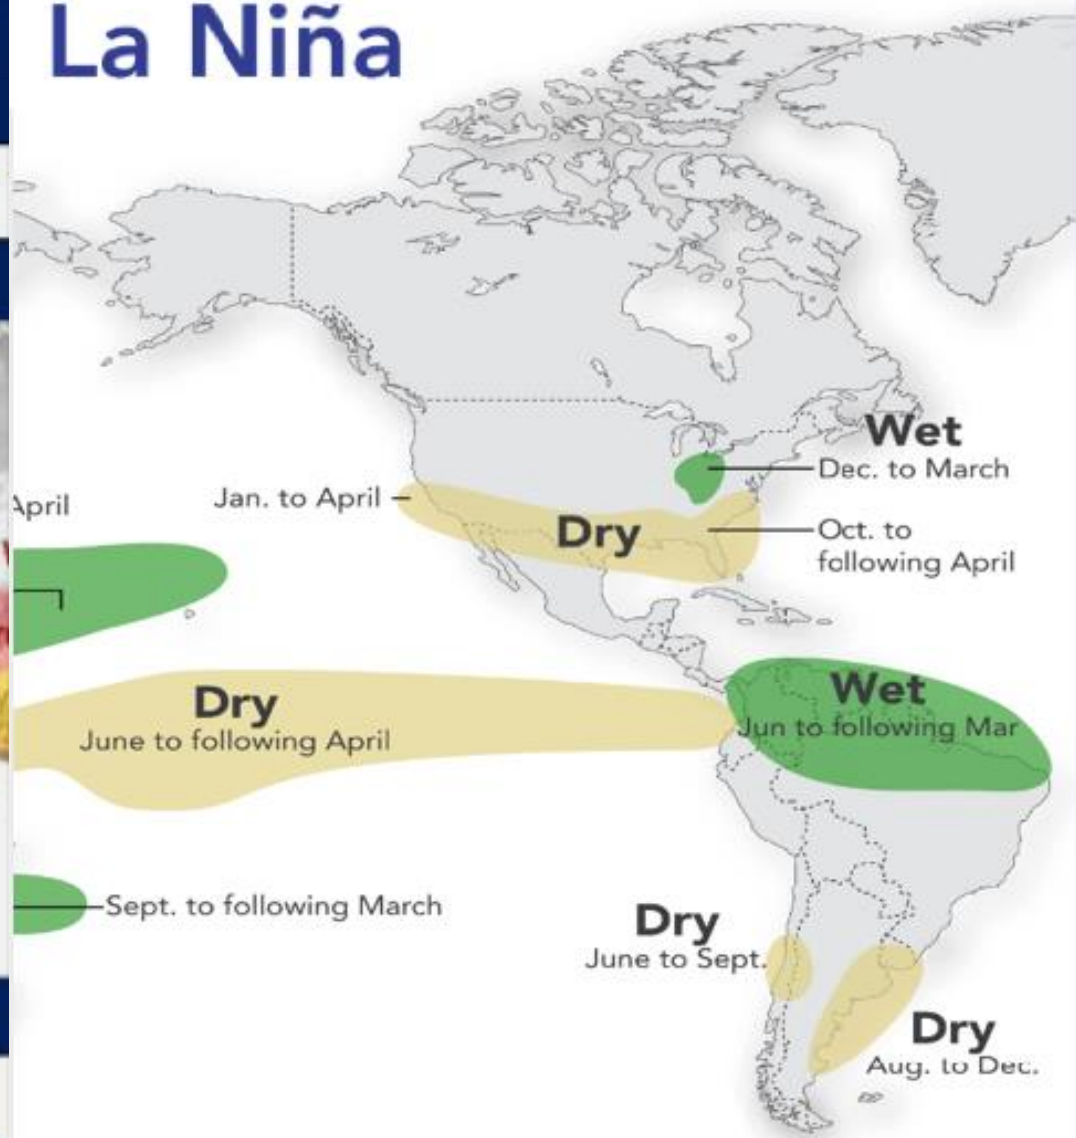 La Niña
Wet
Dec. to March
April
Jan. to April
Dry
Oct. to
following April
Wet
Jun to following Mar
Dry
June to following April
Sept. to following March
Dry
June to Sept.
Dry
Aug. to Dec.